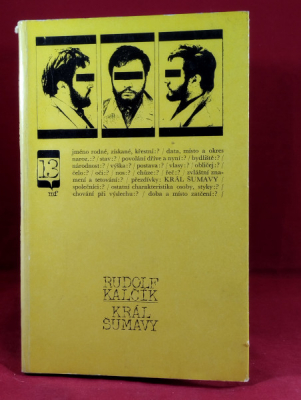 jméno rodné, získané, křestní:? / data, místo a okres
naroz.:? / stav:? / povolání dříve a nyní:? / bydliště:?
národnost:? / výška:? / postava:? / vlasy:? / obličej:?
čelo:? / oči:? / nos:? / chůze:? / řeč:? / zvláštní zna-
mení a tetování:? / přezdívky: KRÁL ŠUMAVY /
společníci:? / ostatní charakteristika osoby, styky:? /
chování při výslechu:? / doba a místo zatčení:? /
13
RUDOLF
KALČÍK
KRÁL
ŠUMAVY